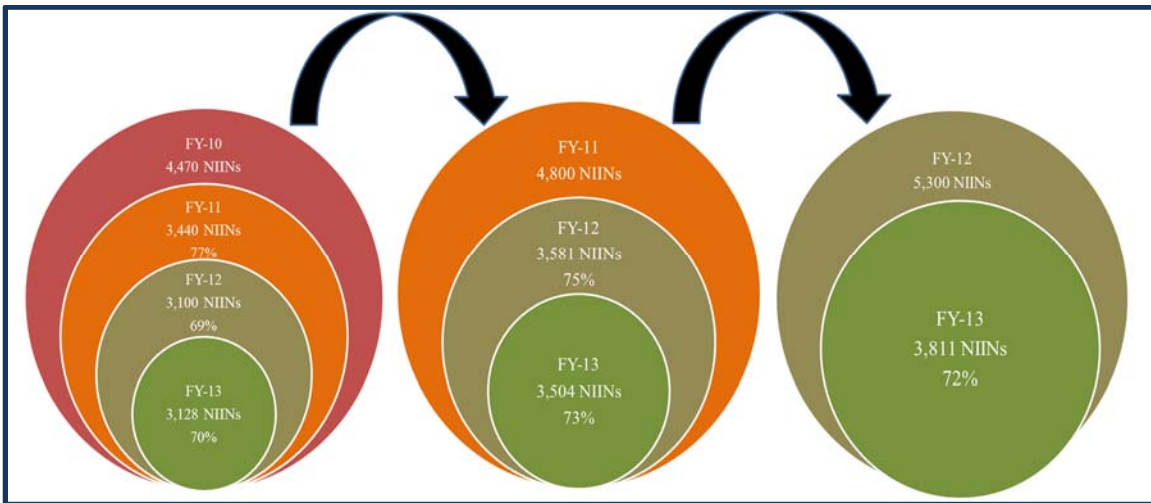 FY-10
4,470 NIINs
FY-11
3,440 NIINs
77%
FY-12
3,100 NIINs
69%
FY-13
3,128 NIINs
70%
FY-11
4,800 NIINs
FY-12
3,581 NIINs
75%
FY-13
3,504 NIINs
73%
FY-12
5,300 NIINs
FY-13
3,811 NIINs
72%